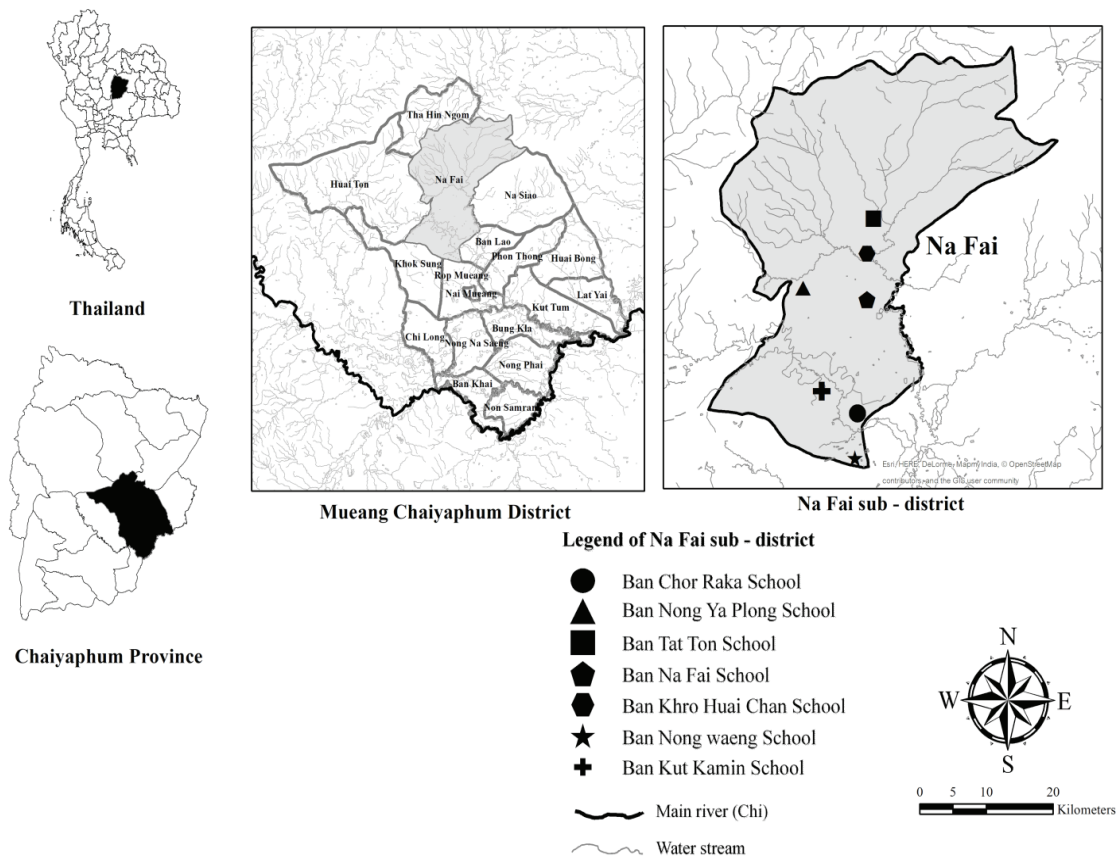 Thailand
Chaiyaphum Province
Tha Hin Ngom
Na Fai
Huai Ton
Na Siao
Ban Lao
Phon Thong
Khok Sung
Huai Bong
Rop Mueang
Nai Mueang
Lat Yai
Kut Tum
Bung Kla
Chi Long
Nong Na Saeng
Nong Phai
Ban Khai
Non Samran
Mueang Chaiyaphum District
Na Fai
Esri, HERE, DeLorme, MapmyIndia, © OpenStreetMap
contributors, and the GIS user community
Na Fai sub - district
Legend of Na Fai sub - district
Ban Chor Raka School
Ban Nong Ya Plong School
Ban Tat Ton School
Ban Na Fai School
Ban Khro Huai Chan School
Ban Nong waeng School
Ban Kut Kamin School
Main river (Chi)
Water stream
N
W E
S
0 5 10 20
Kilometers